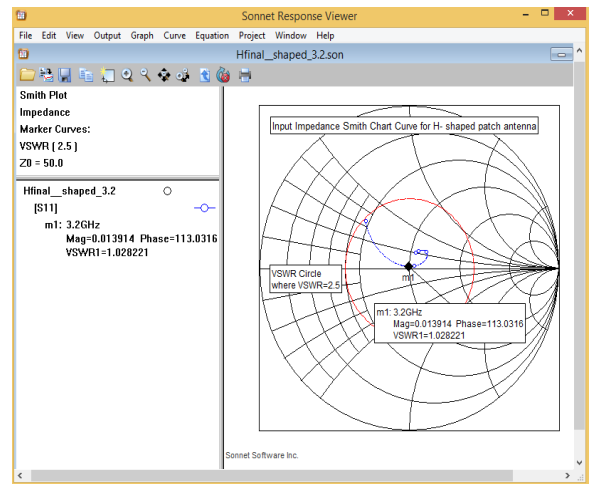 Sonnet Response Viewer
File Edit View Output Graph Curve Equation Project Window Help
Hfinal__shaped_3.2.son
Smith Plot
Impedance
Marker Curves:
VSWR ( 2.5 )
Z0 = 50.0
Hfinal__shaped_3.2
[S11]
m1: 3.2GHz
Mag=0.013914 Phase=113.0316
VSWR1=1.028221
Input Impedance Smith Chart Curve for H- shaped patch antenna
VSWR Circle
where VSWR=2.5
m1
m1: 3.2GHz
Mag=0.013914 Phase=113.0316
VSWR1=1.028221
Sonnet Software Inc.